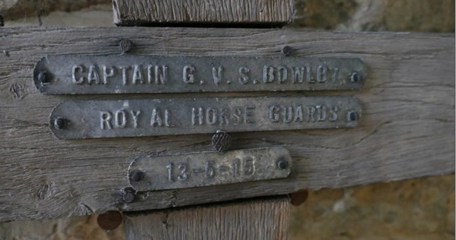 CAPTAIN G.V.S. BOWLBY
ROYAL HORSE GUARDS
13-5-15